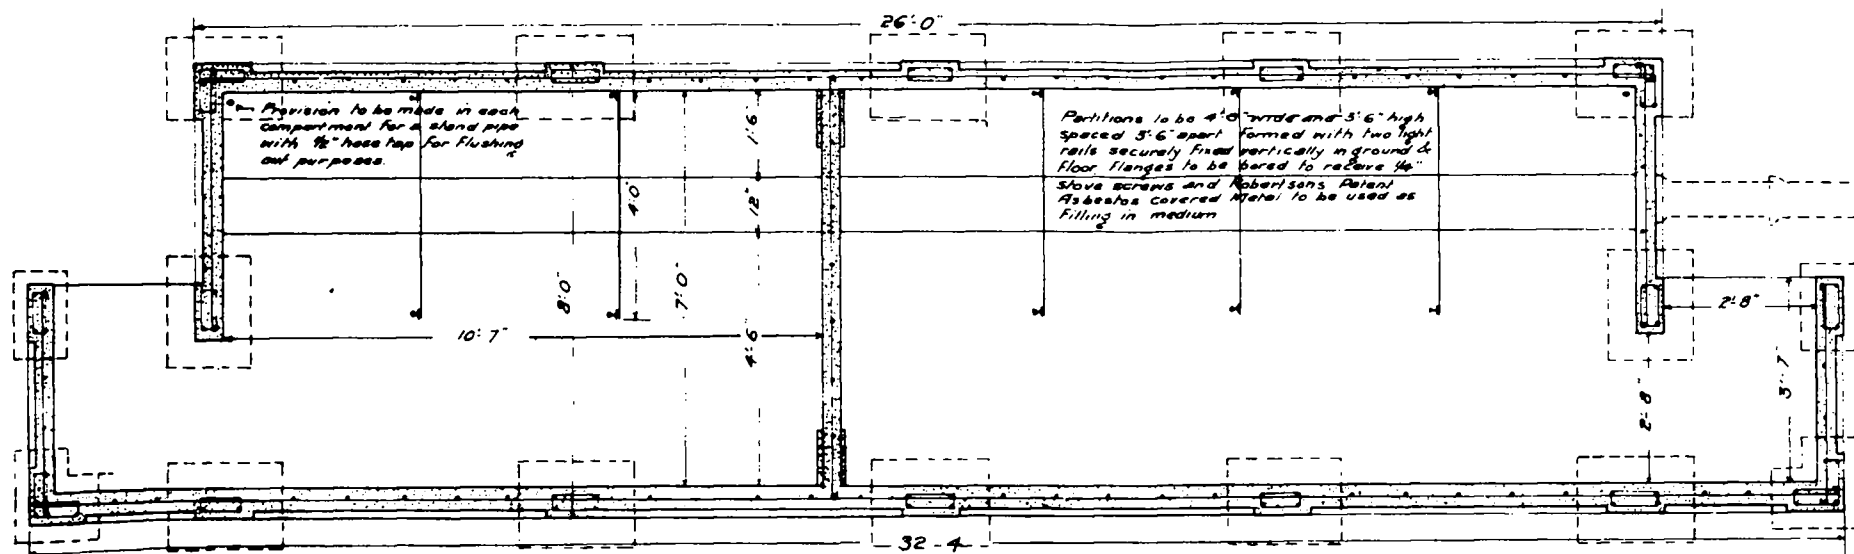 26'-0"
Provision to be made in each
compartment for a stand pipe
with ½" hose tap for Flushing
out purposes.
Partitions to be 4'-0" wide and 5'-6" high
spaced 3'-6" apart formed with two light
rails securely Fixed vertically in ground &
Floor Flanges to be bored to receive ¼"
stove screws and Robertsons Patent
Asbestos covered Metal to be used as
Filling in medium
1'-6"
12"
4'-0"
8'-0"
7'-0"
4'-6"
10'-7"
2'-8"
2'-8"
3'-7
32-4